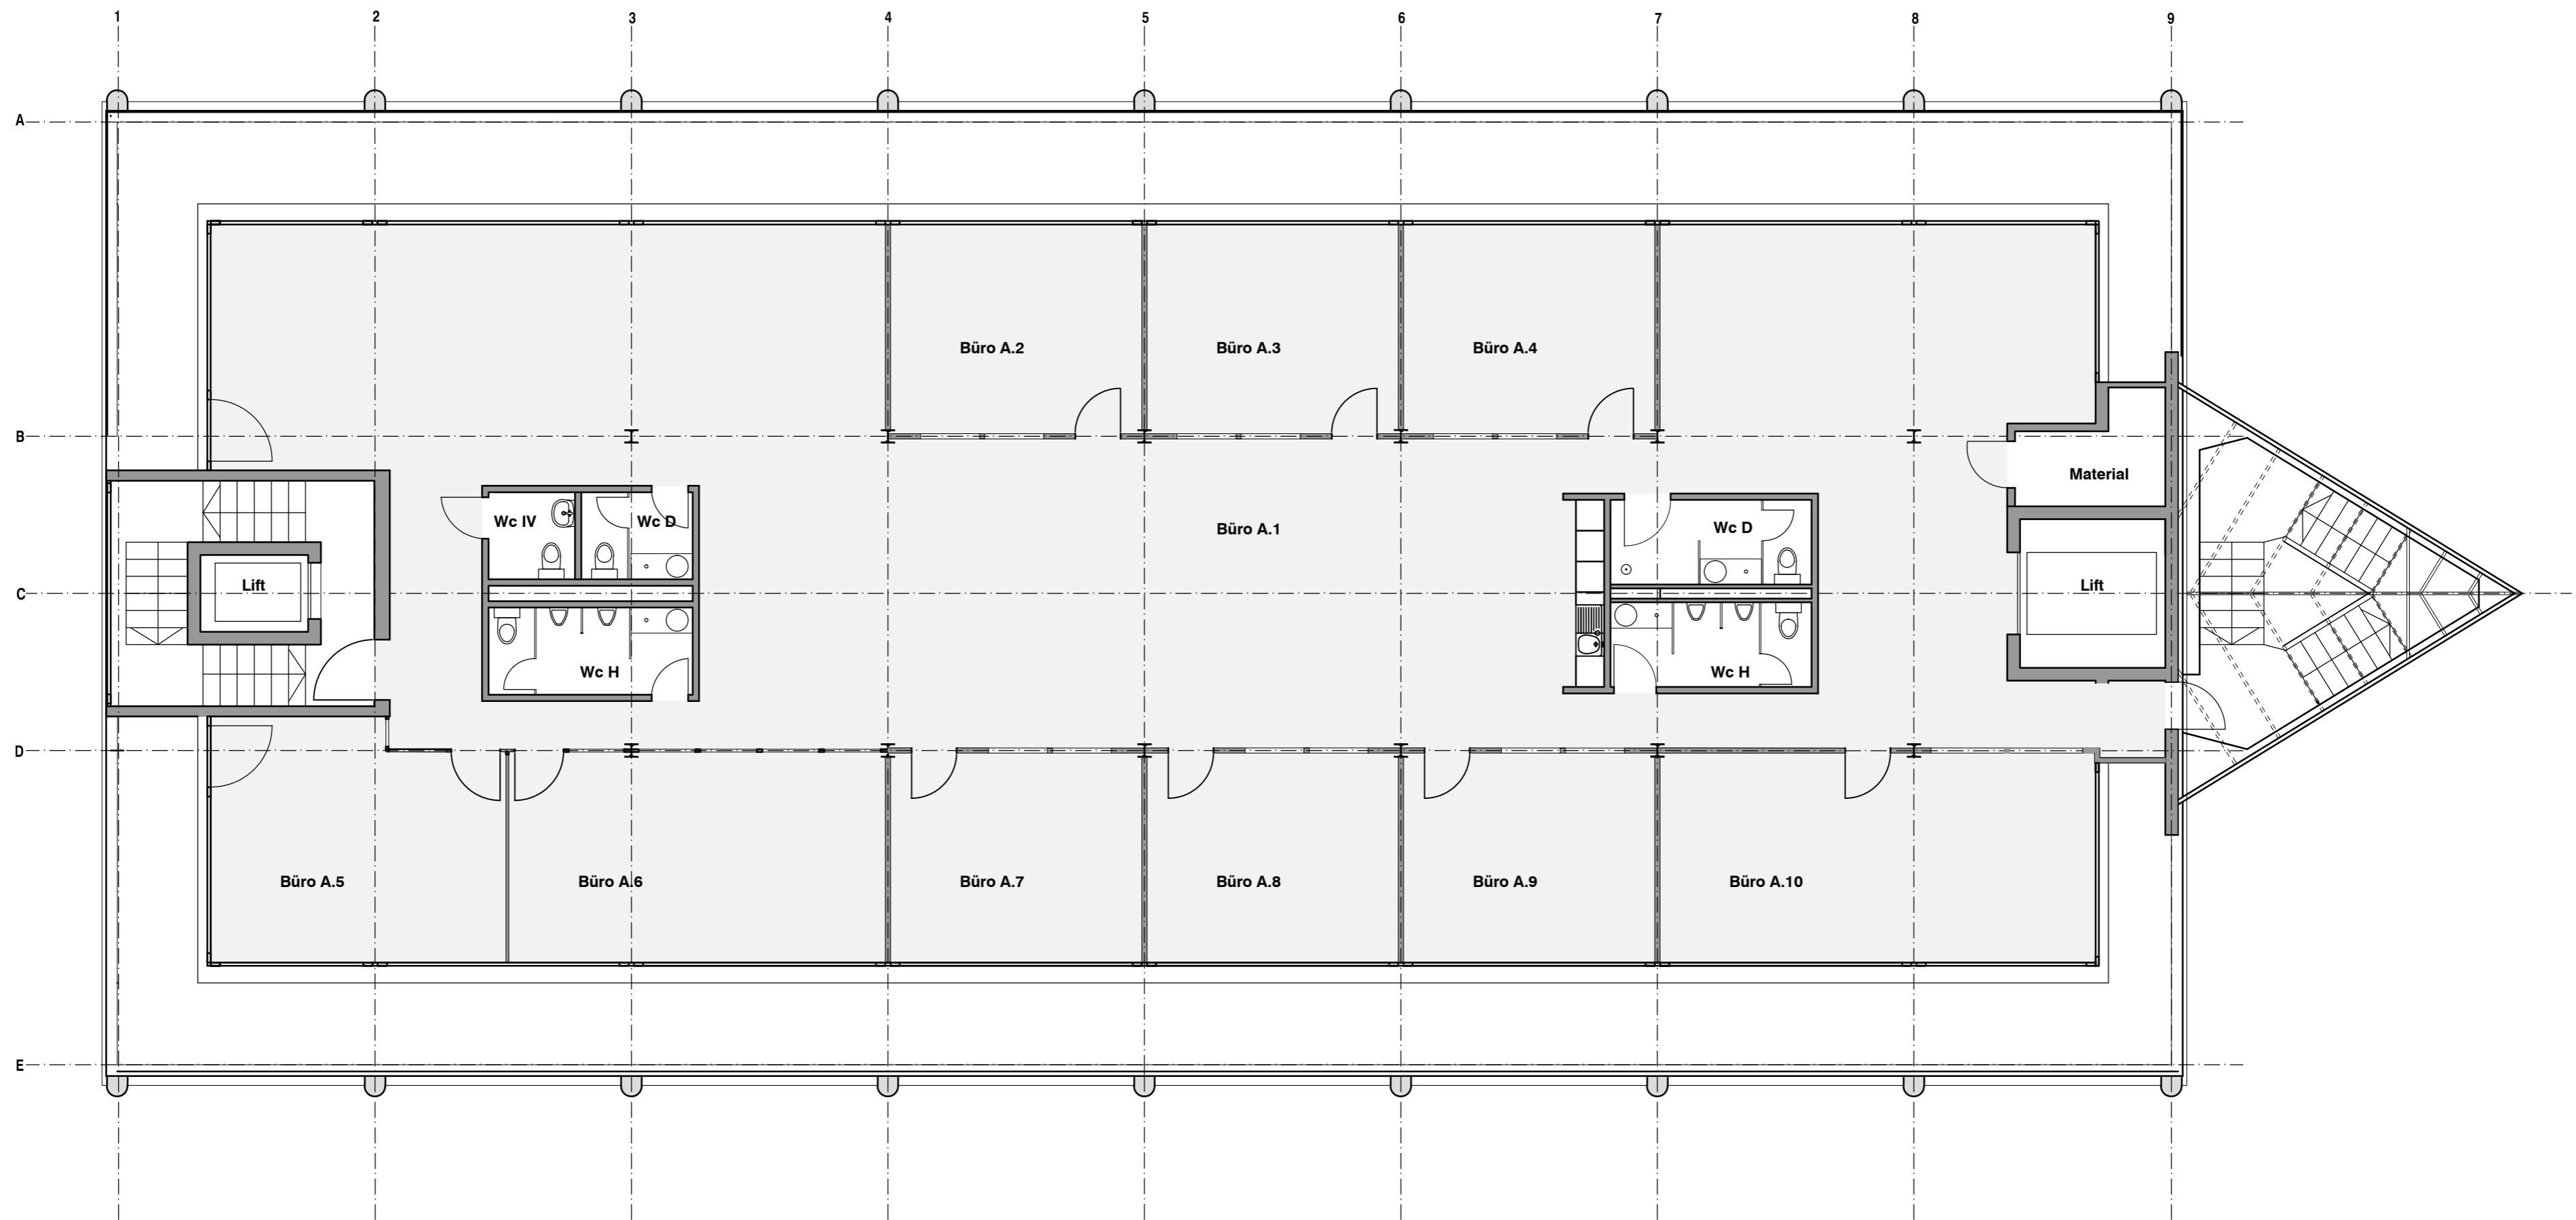 1 2 3 4 5 6 7 8 9
A
Büro A.2 Büro A.3 Büro A.4
B
Material
Wc IV Wc D Büro A.1 Wc D
Lift Lift
C
Wc H Wc H
D
Büro A.5 Büro A.6 Büro A.7 Büro A.8 Büro A.9 Büro A.10
E